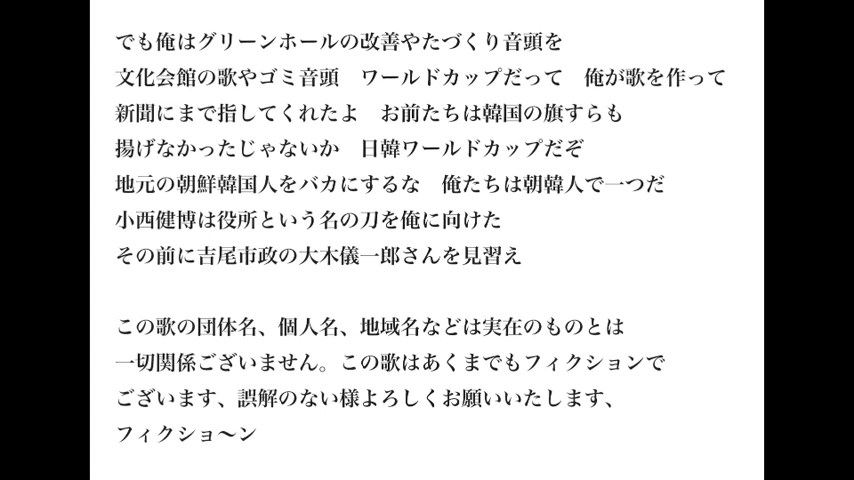 でも俺はグリーンホールの改善やたづくり音頭を
文化会館の歌やゴミ音頭　ワールドカップだって　俺が歌を作って
新聞にまで指してくれたよ　お前たちは韓国の旗すらも
揚げなかったじゃないか　日韓ワールドカップだぞ
地元の朝鮮韓国人をバカにするな　俺たちは朝韓人で一つだ
小西健博は役所という名の刀を俺に向けた
その前に吉尾市政の大木儀一郎さんを見習え
この歌の団体名、個人名、地域名などは実在のものとは
一切関係ございません。この歌はあくまでもフィクションで
ございます、誤解のない様よろしくお願いいたします、
フィクショ〜ン